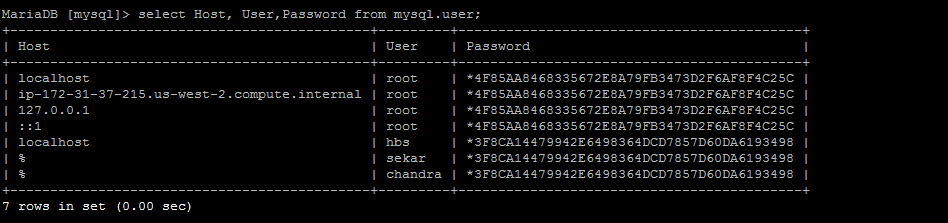 MariaDB [mysql]> select Host, User,Password from mysql.user;
+--------------------------------------------+---------+-------------------------------------------+
| Host                                       | User    | Password                                  |
+--------------------------------------------+---------+-------------------------------------------+
| localhost                                  | root    | *4F85AA8468335672E8A79FB3473D2F6AF8F4C25C |
| ip-172-31-37-215.us-west-2.compute.internal | root    | *4F85AA8468335672E8A79FB3473D2F6AF8F4C25C |
| 127.0.0.1                                  | root    | *4F85AA8468335672E8A79FB3473D2F6AF8F4C25C |
| ::1                                        | root    | *4F85AA8468335672E8A79FB3473D2F6AF8F4C25C |
| localhost                                  | hbs     | *3F8CA14479942E6498364DCD7857D60DA6193498 |
| %                                          | sekar   | *3F8CA14479942E6498364DCD7857D60DA6193498 |
| %                                          | chandra | *3F8CA14479942E6498364DCD7857D60DA6193498 |
+--------------------------------------------+---------+-------------------------------------------+
7 rows in set (0.00 sec)